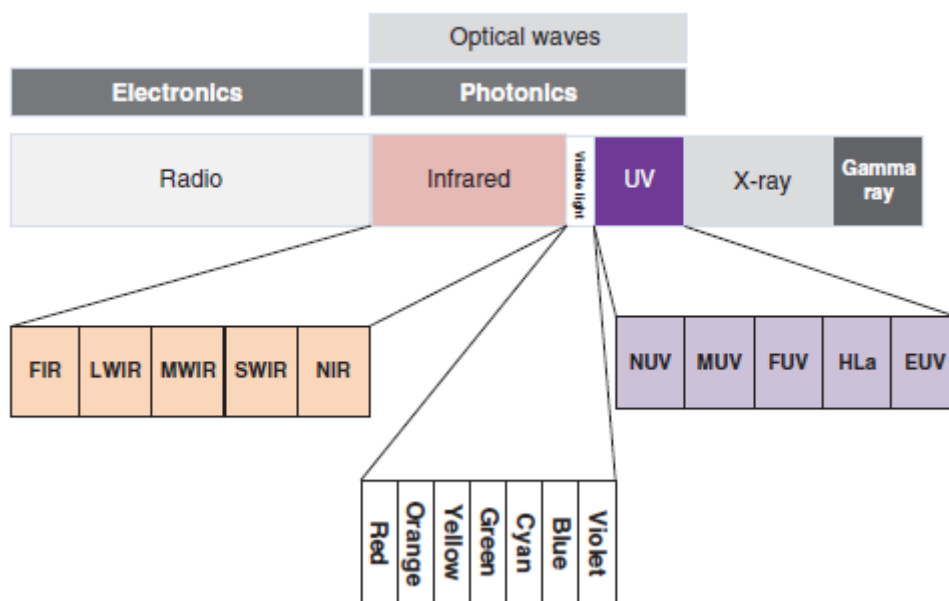 Optical waves
Electronics
Photonics
Radio
Infrared
Visible light
UV
X-ray
Gamma
ray
FIR
LWIR
MWIR
SWIR
NIR
NUV
MUV
FUV
HLa
EUV
Red
Orange
Yellow
Green
Cyan
Blue
Violet